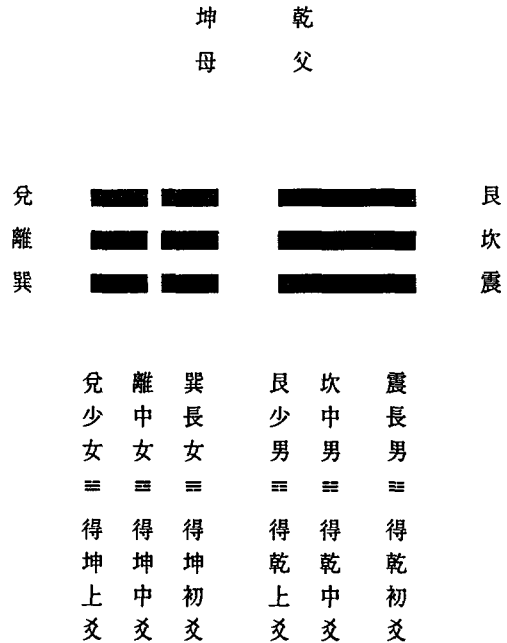 乾父
坤母
艮
坎
震
兌
離
巽
震長男☳得乾初爻
坎中男☵得乾中爻
艮少男☶得乾上爻
巽長女☴得坤初爻
離中女☲得坤中爻
兌少女☱得坤上爻